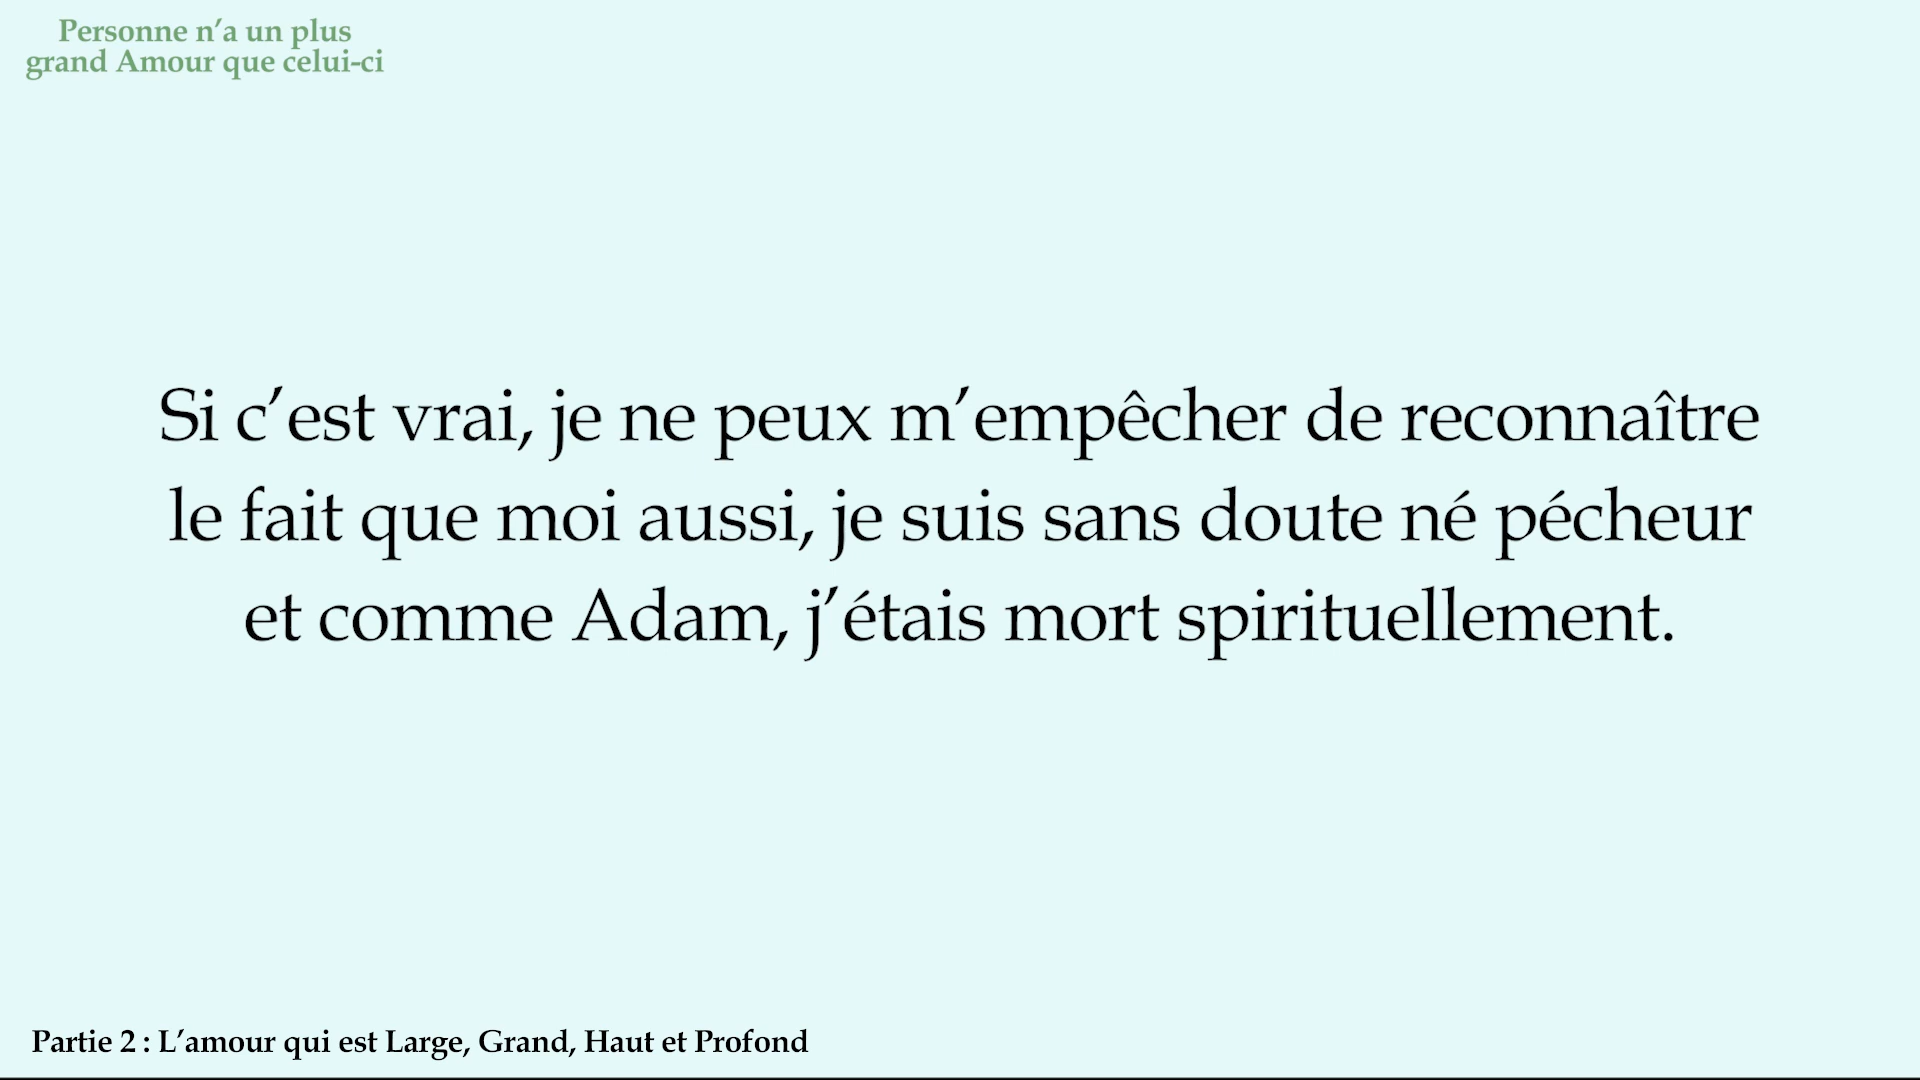 Personne n’a un plus
grand Amour que celui-ci
Si c’est vrai, je ne peux m’empêcher de reconnaître
le fait que moi aussi, je suis sans doute né pécheur
et comme Adam, j’étais mort spirituellement.
Partie 2 : L’amour qui est Large, Grand, Haut et Profond